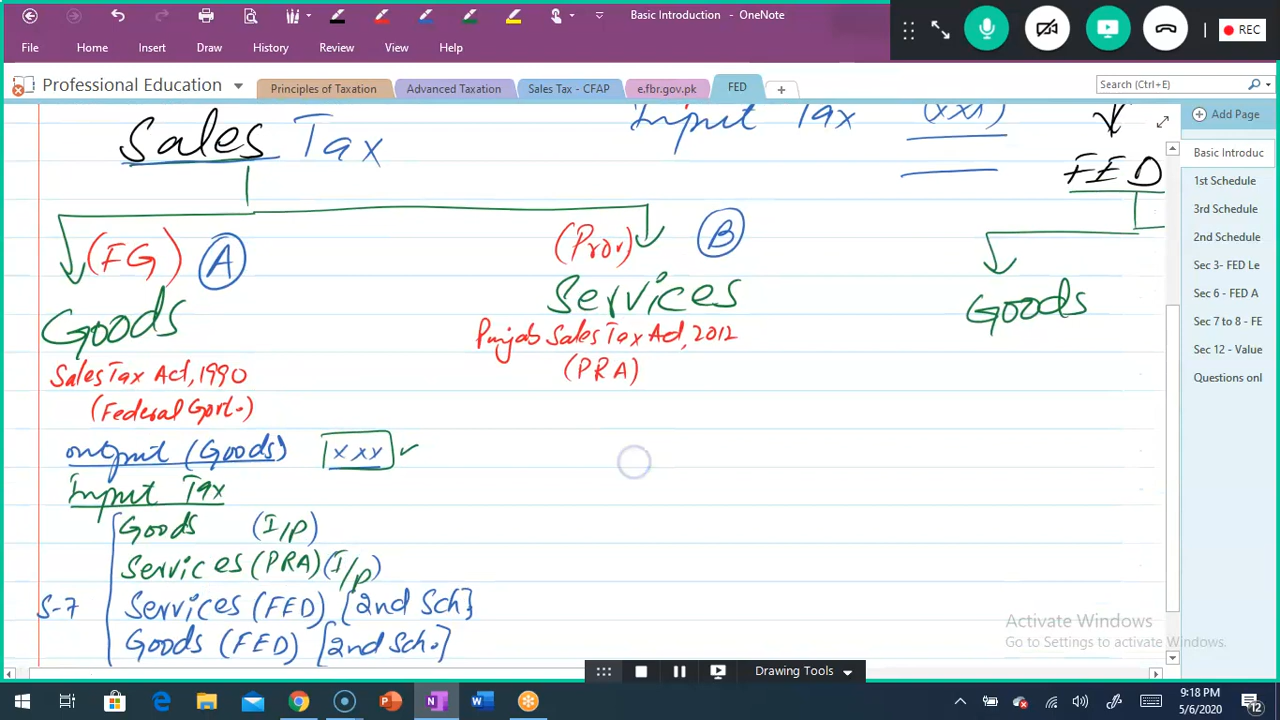 Basic Introduction - OneNote
REC
File Home Insert Draw History Review View Help
Professional Education
Principles of Taxation
Advanced Taxation
Sales Tax - CFAP
e.fbr.gov.pk
FED
Search (Ctrl+E)
Add Page
Basic Introduc
1st Schedule
3rd Schedule
2nd Schedule
Sec 3- FED Le
Sec 6 - FED A
Sec 7 to 8 - FE
Sec 12 - Value
Questions onl
Input Tax (xxx)
Sales Tax
FED
(FG) A
(Prov) B
Goods
Services
Goods
Sales Tax Act, 1990
(Federal Govt.)
Punjab Sales Tax Act, 2012
(PRA)
output (Goods) xxx
Input Tax
Goods (I/p)
Services (PRA) (I/p)
S-7
Services (FED) [2nd Sch]
Goods (FED) [2nd Sch.]
Activate Windows
Go to Settings to activate Windows.
Drawing Tools
9:18 PM
5/6/2020
12